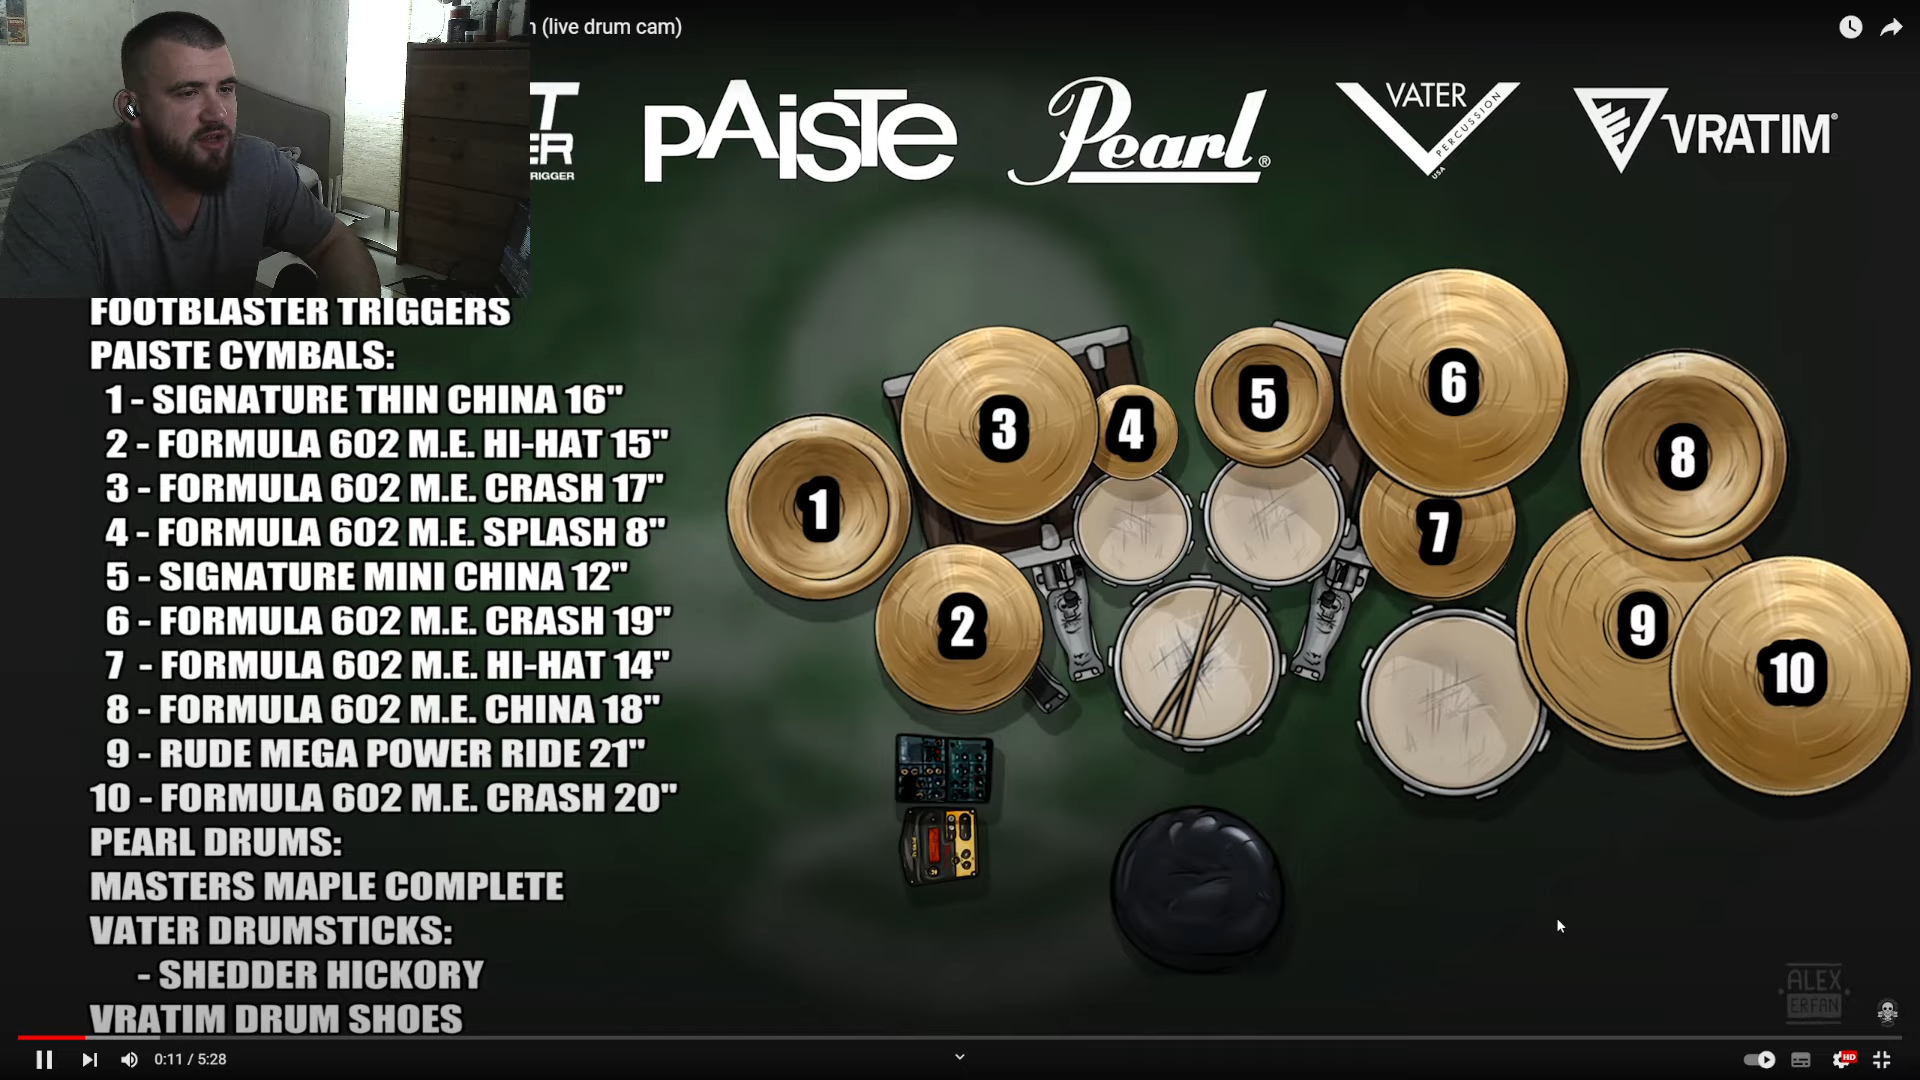 (live drum cam)
T
ER
RIGGER
PAiSTe
Pearl®
VATER
PERCUSSION
USA
VRATIM®
FOOTBLASTER TRIGGERS
PAISTE CYMBALS:
1 - SIGNATURE THIN CHINA 16"
2 - FORMULA 602 M.E. HI-HAT 15"
3 - FORMULA 602 M.E. CRASH 17"
4 - FORMULA 602 M.E. SPLASH 8"
5 - SIGNATURE MINI CHINA 12"
6 - FORMULA 602 M.E. CRASH 19"
7 - FORMULA 602 M.E. HI-HAT 14"
8 - FORMULA 602 M.E. CHINA 18"
9 - RUDE MEGA POWER RIDE 21"
10 - FORMULA 602 M.E. CRASH 20"
PEARL DRUMS:
MASTERS MAPLE COMPLETE
VATER DRUMSTICKS:
- SHEDDER HICKORY
VRATIM DRUM SHOES
1
2
3
4
5
6
7
8
9
10
ALEX
ERFAN
0:11 / 5:28
HD